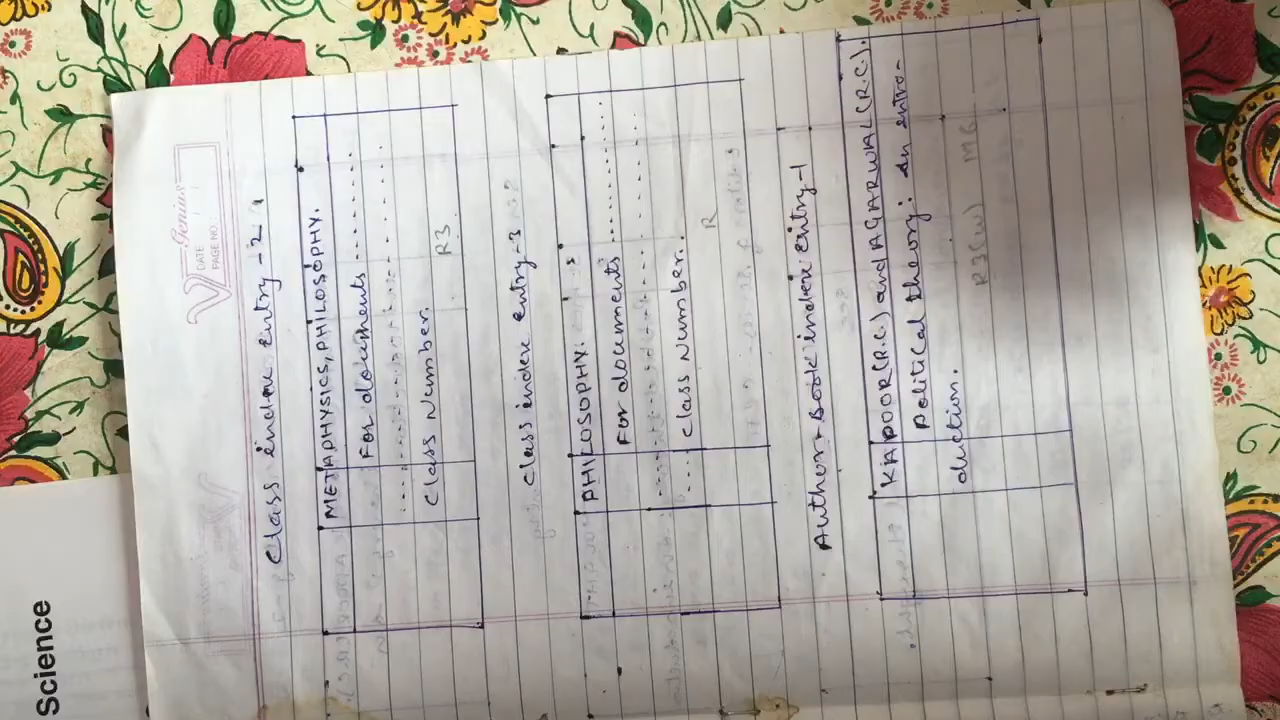 Genius
DATE
PAGE NO.
Class index entry - 2
METAPHYSICS, PHILOSOPHY.
For documents ............
............
Class Number.
R3
Class index entry - 3
PHILOSOPHY.
For documents ............
............
.... Class Number.
R
Author-Book index entry-1
KAPOOR (R.C.) and AGARWAL (R.C.).
Political theory: an intro-
duction.
R3(W) M6
Science